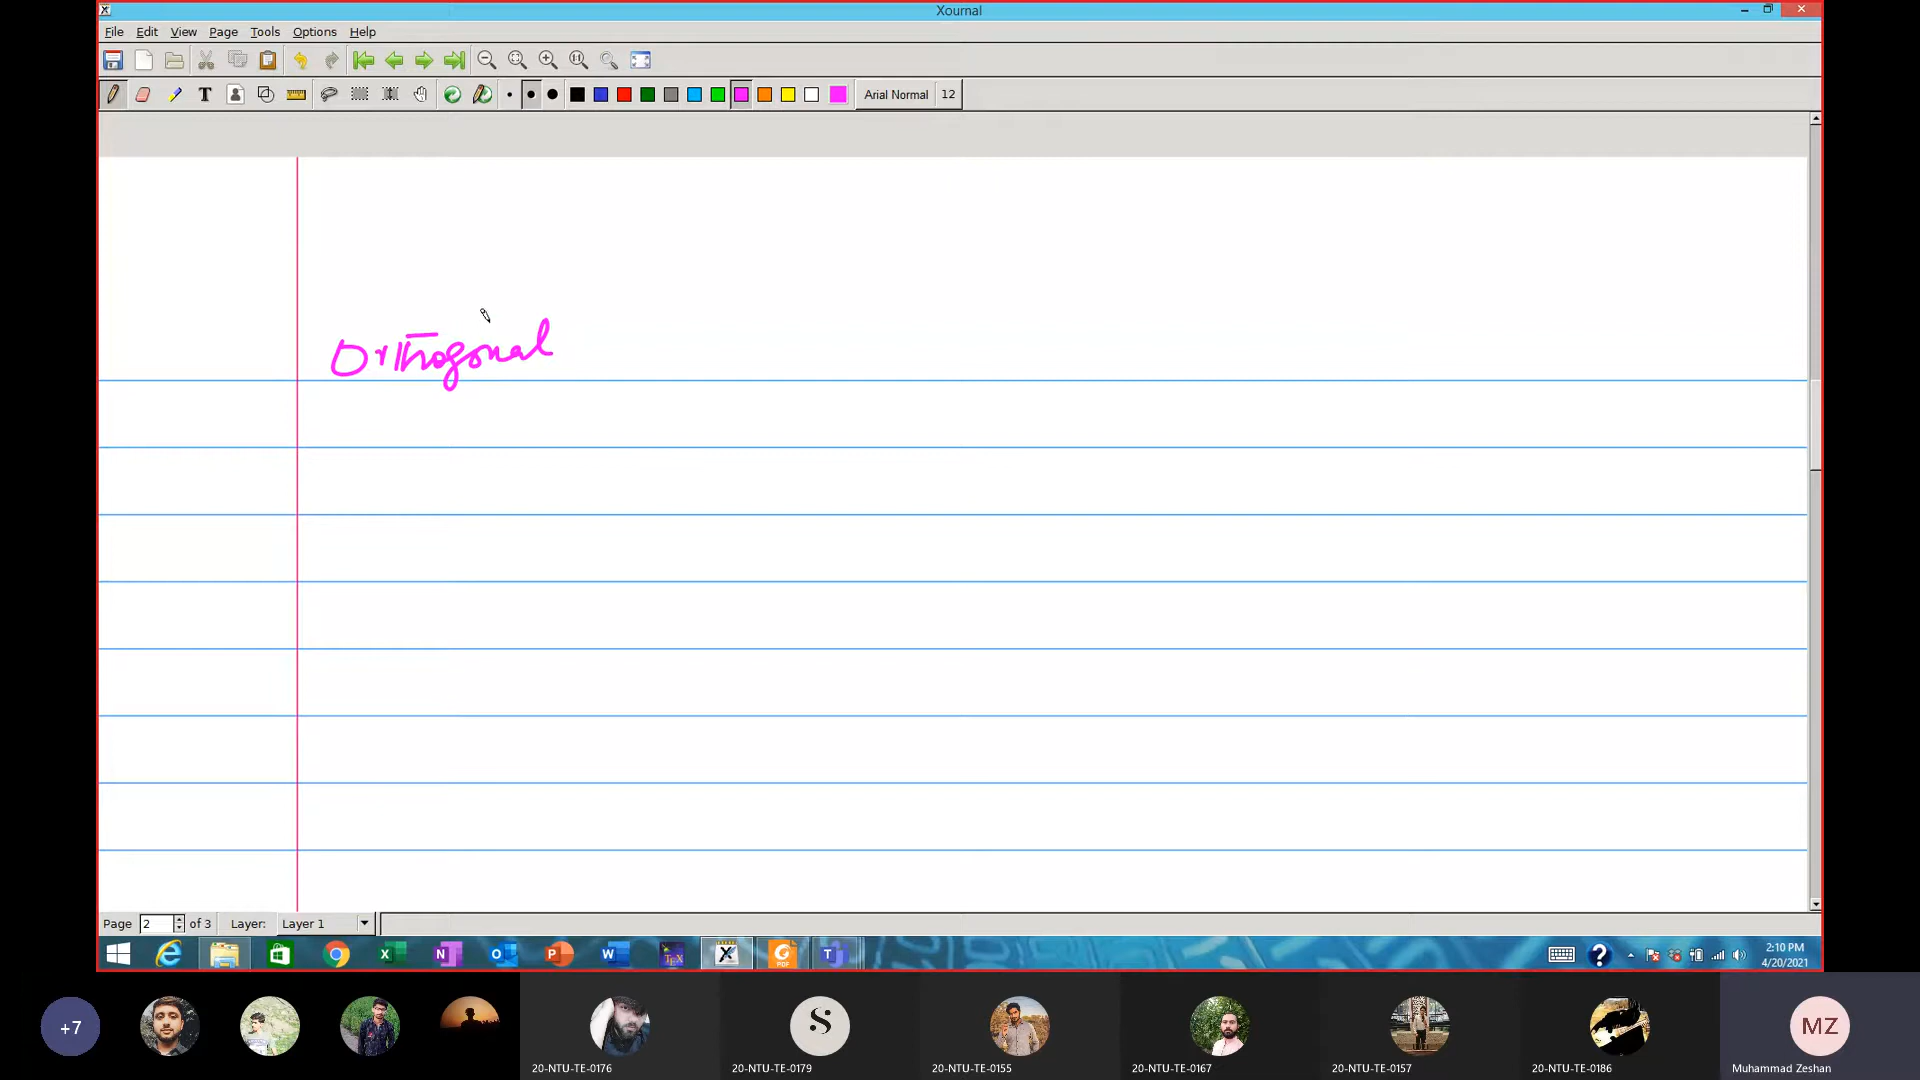 Xournal
File Edit View Page Tools Options Help
T Arial Normal 12
Orthogonal
Page 2 of 3 Layer: Layer 1
2:10 PM
4/20/2021
+7 S MZ
20-NTU-TE-0176 20-NTU-TE-0179 20-NTU-TE-0155 20-NTU-TE-0167 20-NTU-TE-0157 20-NTU-TE-0186 Muhammad Zeshan